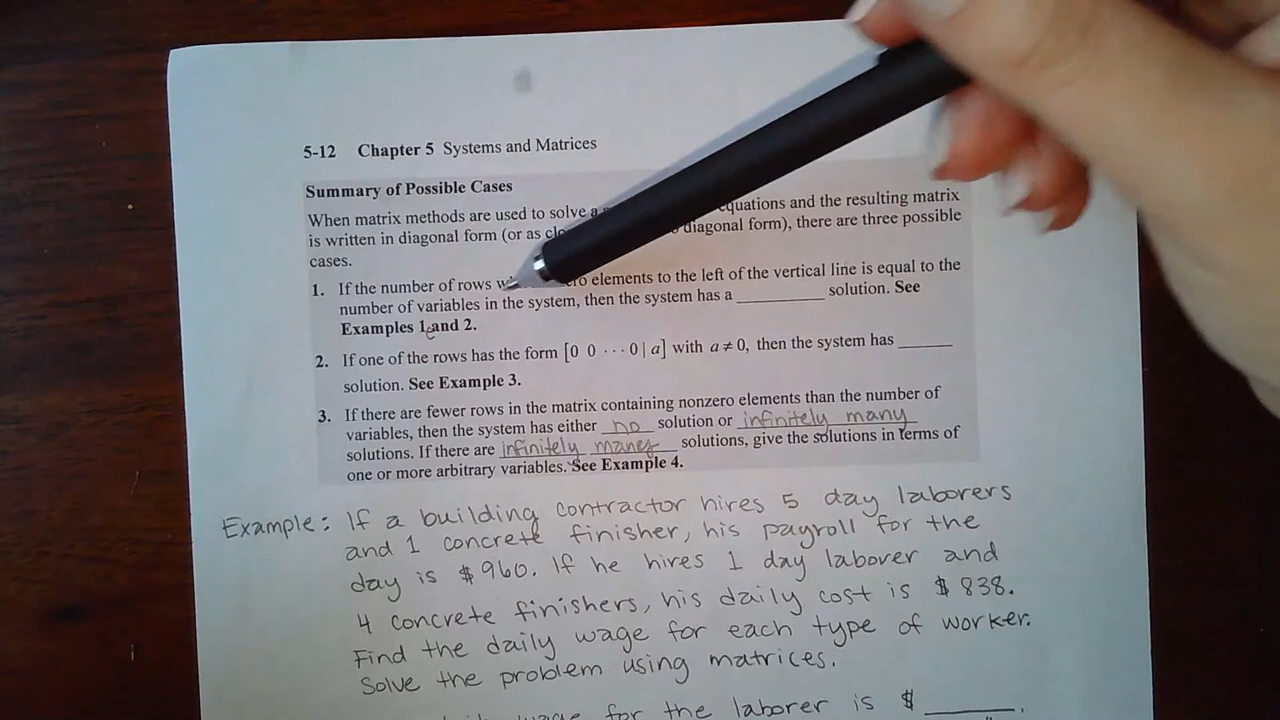 5-12 Chapter 5 Systems and Matrices
Summary of Possible Cases
When matrix methods are used to solve a equations and the resulting matrix
is written in diagonal form (or as diagonal form), there are three possible
cases.
1. If the number of rows elements to the left of the vertical line is equal to the
number of variables in the system, then the system has a ________ solution. See
Examples 1 and 2.
2. If one of the rows has the form [0 0 ··· 0 | a] with a ≠ 0, then the system has ______
solution. See Example 3.
3. If there are fewer rows in the matrix containing nonzero elements than the number of
variables, then the system has either no solution or infinitely many
solutions. If there are infinitely many solutions, give the solutions in terms of
one or more arbitrary variables. See Example 4.
Example: If a building contractor hires 5 day laborers
and 1 concrete finisher, his payroll for the
day is $960. If he hires 1 day laborer and
4 concrete finishers, his daily cost is $838.
Find the daily wage for each type of worker.
Solve the problem using matrices.
wage for the laborer is $ ______.